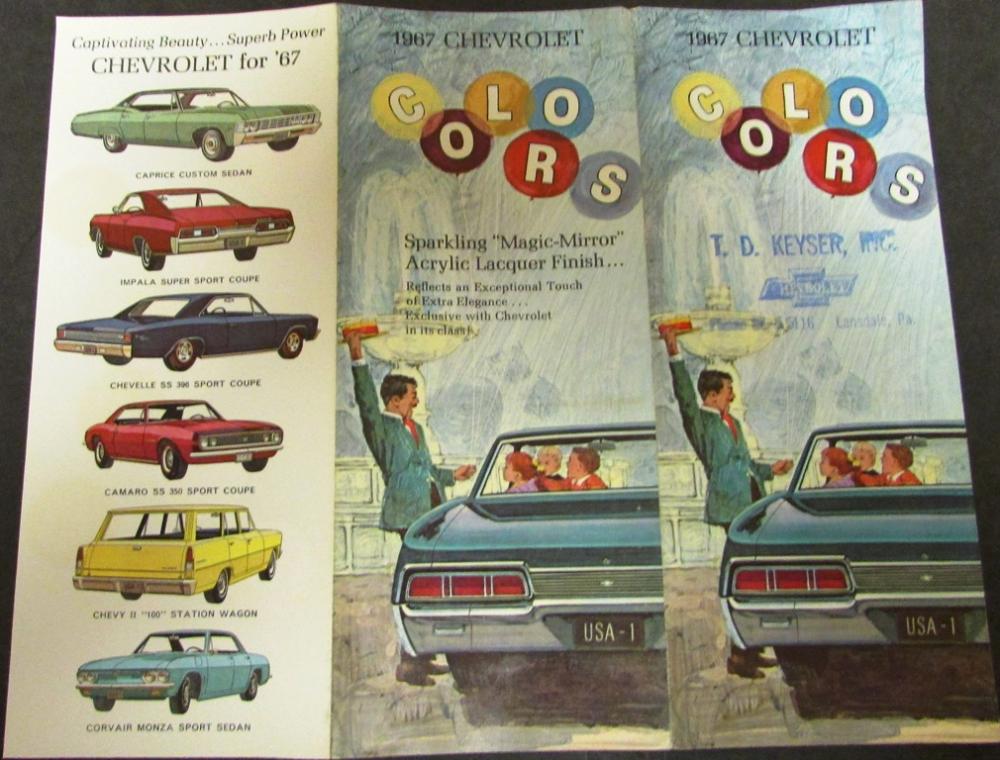 Captivating Beauty...Superb Power
CHEVROLET for '67
CAPRICE CUSTOM SEDAN
IMPALA SUPER SPORT COUPE
CHEVELLE SS 396 SPORT COUPE
CAMARO SS 350 SPORT COUPE
CHEVY II "100" STATION WAGON
CORVAIR MONZA SPORT SEDAN
1967 CHEVROLET
COLORS
Sparkling "Magic-Mirror"
Acrylic Lacquer Finish...
Reflects an Exceptional Touch
of Extra Elegance...
Exclusive with Chevrolet
in its class!
USA-1
1967 CHEVROLET
COLORS
T. D. KEYSER, INC.
CHEVROLET
Phone Lansdale, Pa.
USA-1